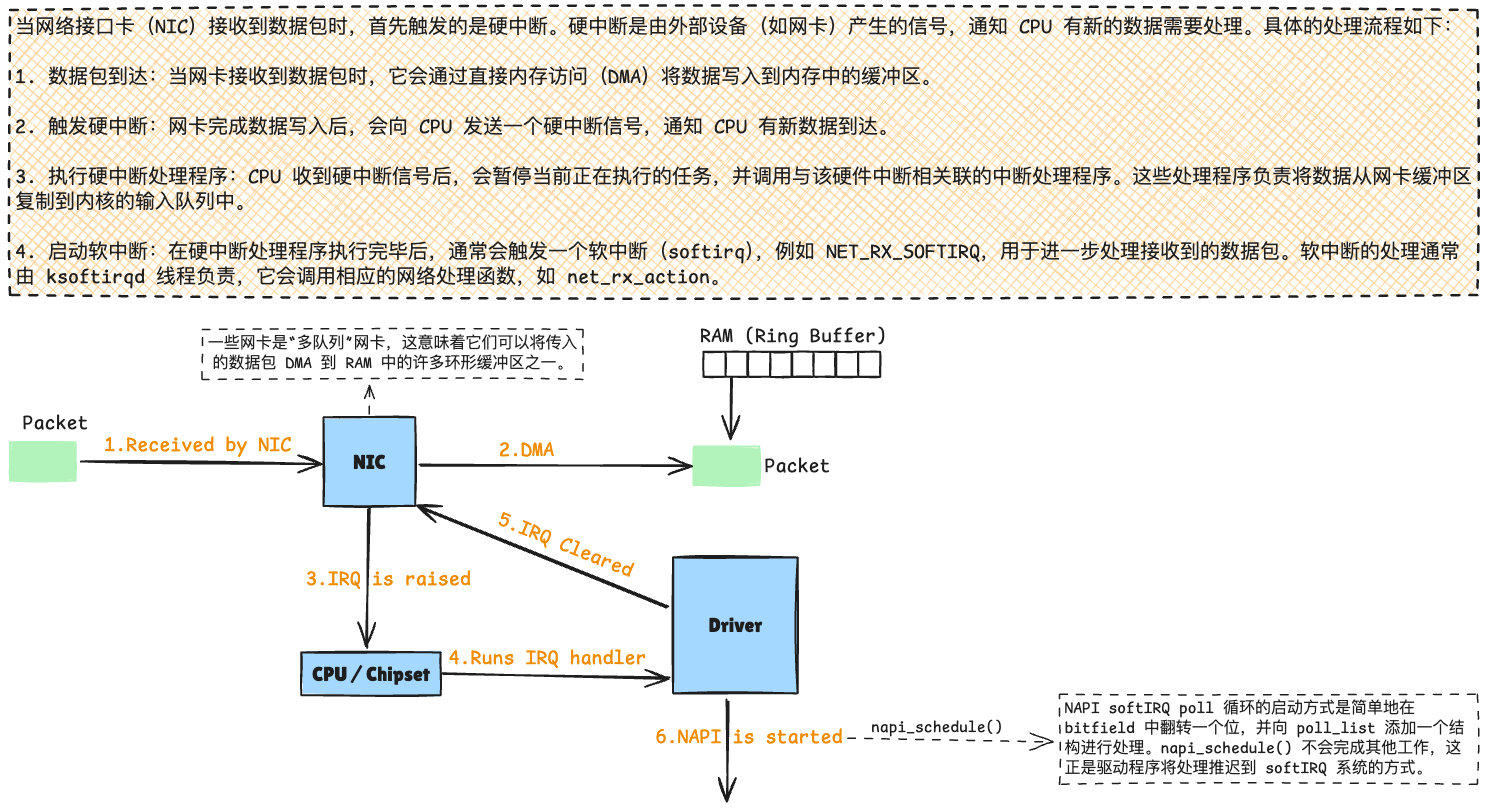 当网络接口卡（NIC）接收到数据包时，首先触发的是硬中断。硬中断是由外部设备（如网卡）产生的信号，通知 CPU 有新的数据需要处理。具体的处理流程如下：
1. 数据包到达：当网卡接收到数据包时，它会通过直接内存访问（DMA）将数据写入到内存中的缓冲区。
2. 触发硬中断：网卡完成数据写入后，会向 CPU 发送一个硬中断信号，通知 CPU 有新数据到达。
3. 执行硬中断处理程序：CPU 收到硬中断信号后，会暂停当前正在执行的任务，并调用与该硬件中断相关联的中断处理程序。这些处理程序负责将数据从网卡缓冲区
复制到内核的输入队列中。
4. 启动软中断：在硬中断处理程序执行完毕后，通常会触发一个软中断（softirq），例如 NET_RX_SOFTIRQ，用于进一步处理接收到的数据包。软中断的处理通常
由 ksoftirqd 线程负责，它会调用相应的网络处理函数，如 net_rx_action。
一些网卡是“多队列”网卡，这意味着它们可以将传入
的数据包 DMA 到 RAM 中的许多环形缓冲区之一。
RAM (Ring Buffer)
Packet
1.Received by NIC
NIC
2.DMA
Packet
5.IRQ Cleared
3.IRQ is raised
Driver
CPU / Chipset
4.Runs IRQ handler
6.NAPI is started
napi_schedule()
NAPI softIRQ poll 循环的启动方式是简单地在
bitfield 中翻转一个位，并向 poll_list 添加一个结
构进行处理。napi_schedule() 不会完成其他工作，这
正是驱动程序将处理推迟到 softIRQ 系统的方式。